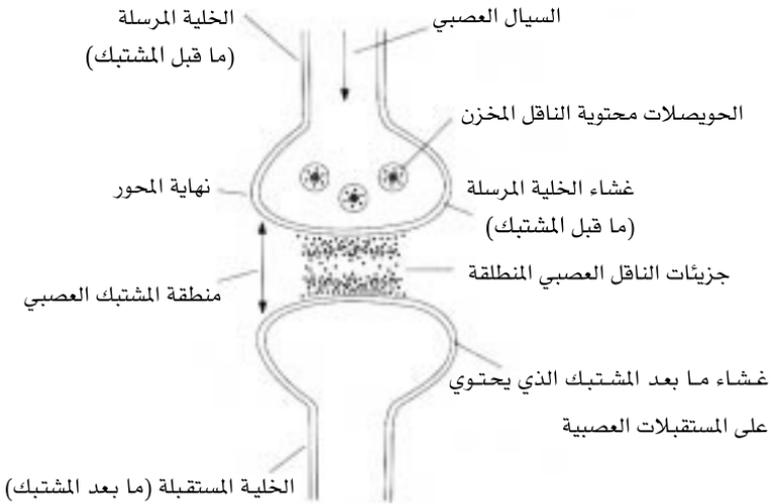 الخلية المرسلة
(ما قبل المشتبك)
السيال العصبي
الحويصلات محتوية الناقل المخزن
نهاية المحور
غشاء الخلية المرسلة
(ما قبل المشتبك)
جزيئات الناقل العصبي المنطلقة
منطقة المشتبك العصبي
غشاء ما بعد المشتبك الذي يحتوي
على المستقبلات العصبية
الخلية المستقبلة (ما بعد المشتبك)